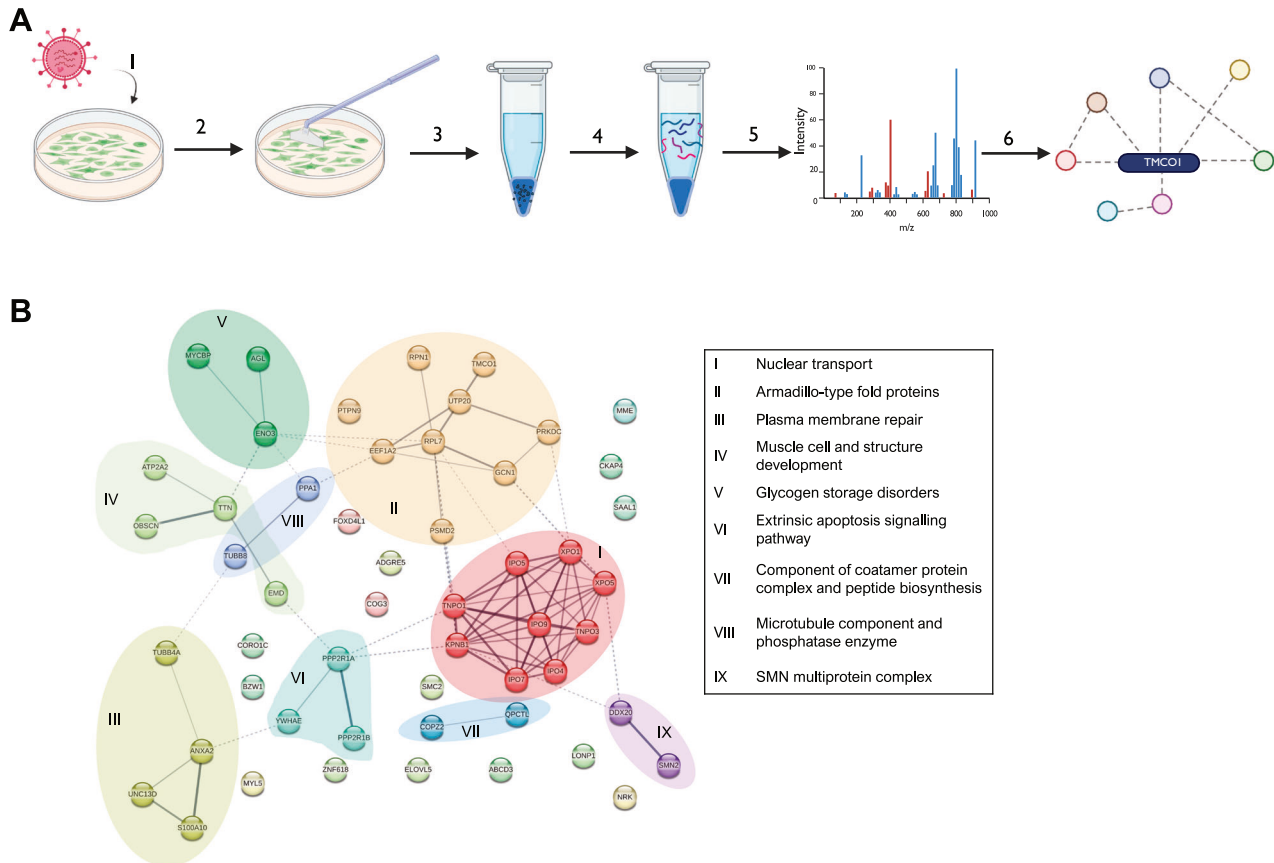 A
I
2
3
4
5
6
Intensity
100
80
60
40
20
0
200
400
600
800
1000
m/z
TMCO1
B
V
MYCBP
AGL
ENO3
RPN1
TMCO1
UTP20
PTPN9
EEF1A2
RPL7
PRKDC
GCN1
II
PSMD2
MME
CKAP4
SAAL1
ATP2A2
IV
TTN
OBSCN
PPA1
VIII
TUBB8
EMD
FOXD4L1
ADGRE5
COG3
I
XPO1
IPO5
XPO5
TNPO1
IPO9
TNPO3
KPNB1
IPO4
IPO7
TUBB4A
III
ANXA2
UNC13D
S100A10
CORO1C
BZW1
PPP2R1A
VI
YWHAE
PPP2R1B
SMC2
COPZ2
QPCTL
VII
DDX20
IX
SMN2
MYL5
ZNF618
ELOVL5
ABCD3
LONP1
NRK
I Nuclear transport
II Armadillo-type fold proteins
III Plasma membrane repair
IV Muscle cell and structure
development
V Glycogen storage disorders
VI Extrinsic apoptosis signalling
pathway
VII Component of coatamer protein
complex and peptide biosynthesis
VIII Microtubule component and
phosphatase enzyme
IX SMN multiprotein complex